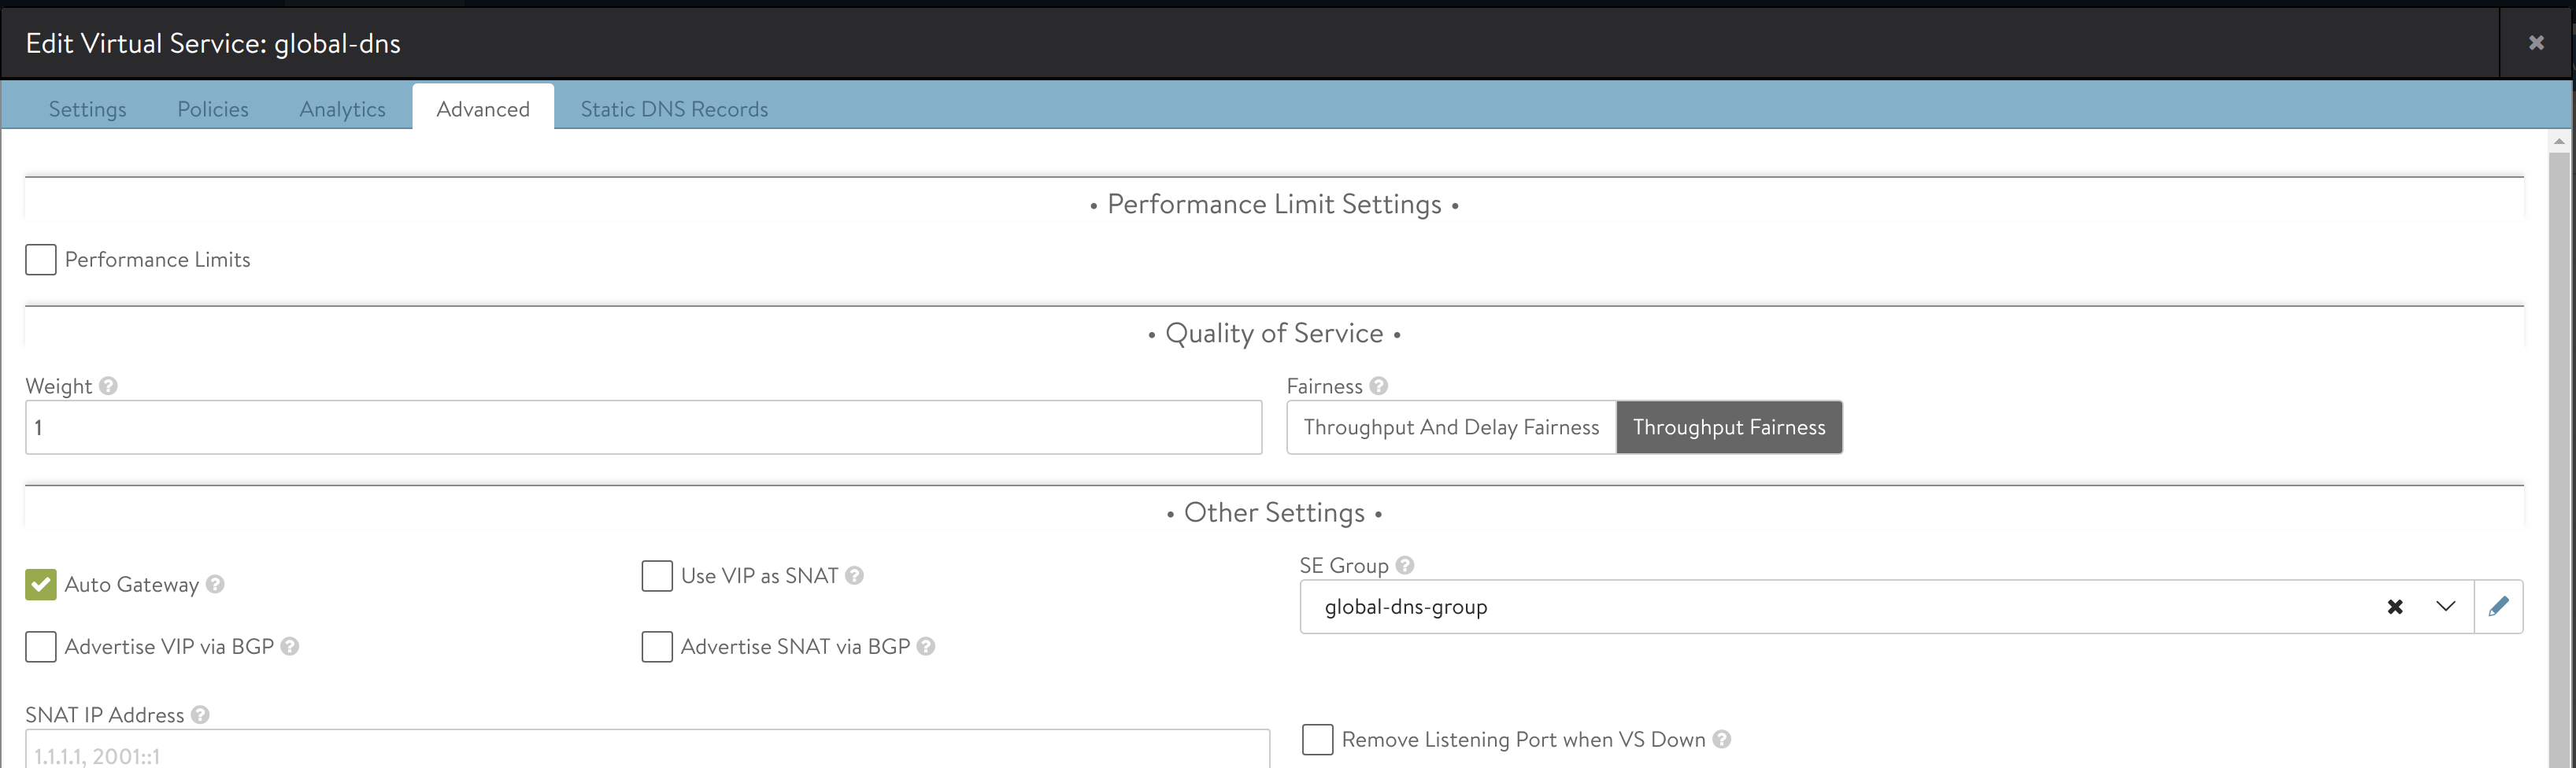 Edit Virtual Service: global-dns
Settings Policies Analytics Advanced Static DNS Records
• Performance Limit Settings •
Performance Limits
• Quality of Service •
Weight ? Fairness ?
1 Throughput And Delay Fairness Throughput Fairness
• Other Settings •
SE Group ?
Auto Gateway ? Use VIP as SNAT ?
global-dns-group
Advertise VIP via BGP ? Advertise SNAT via BGP ?
SNAT IP Address ?
Remove Listening Port when VS Down ?
1.1.1.1, 2001::1